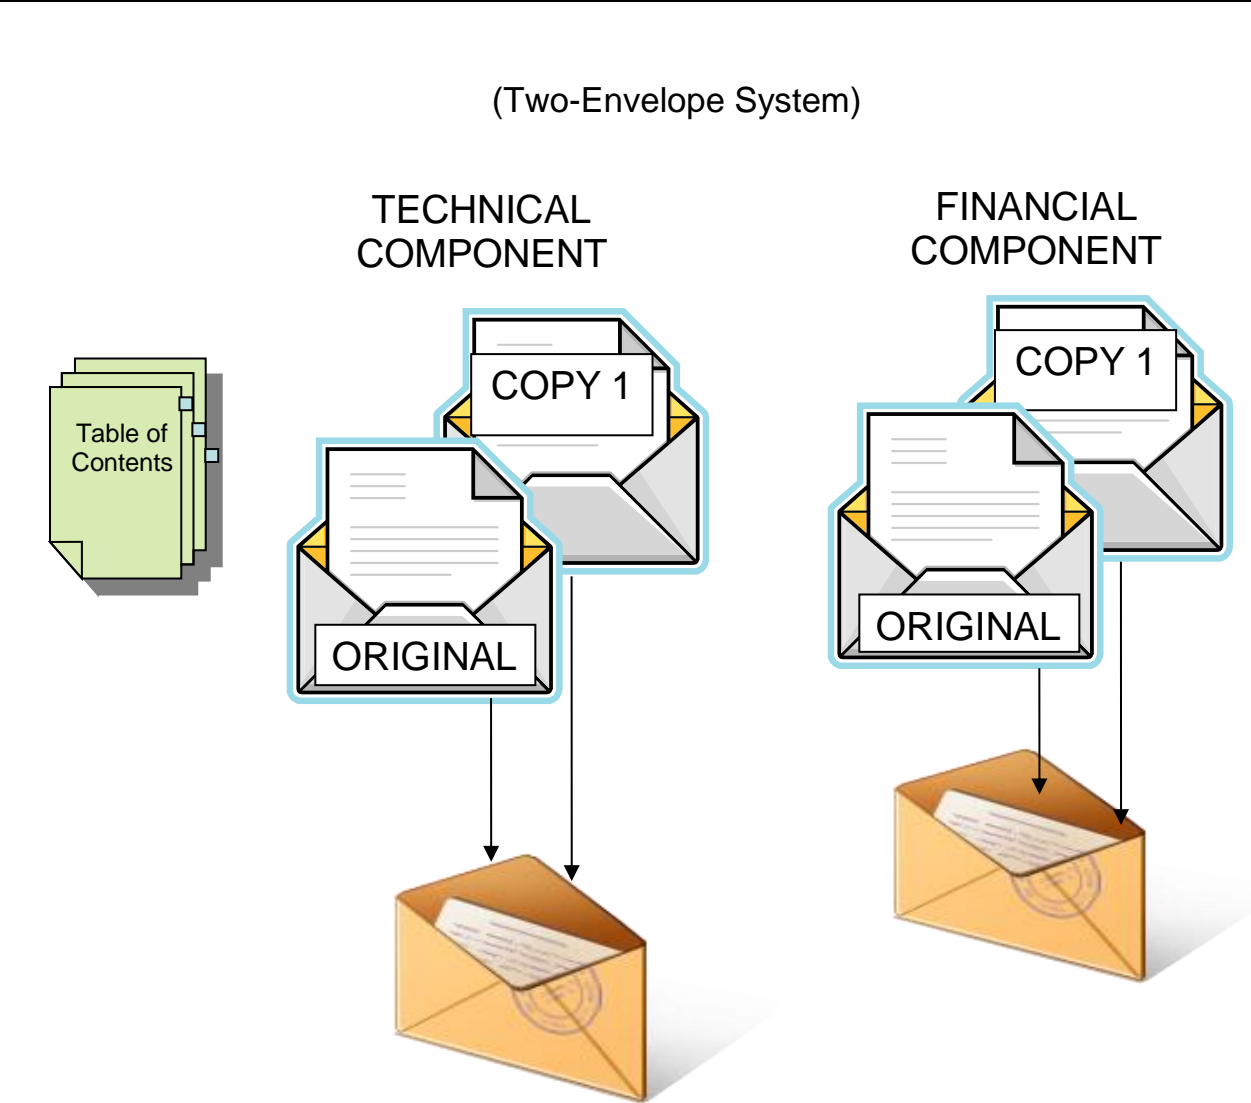 (Two-Envelope System)
TECHNICAL
COMPONENT
FINANCIAL
COMPONENT
Table of
Contents
COPY 1
ORIGINAL
COPY 1
ORIGINAL